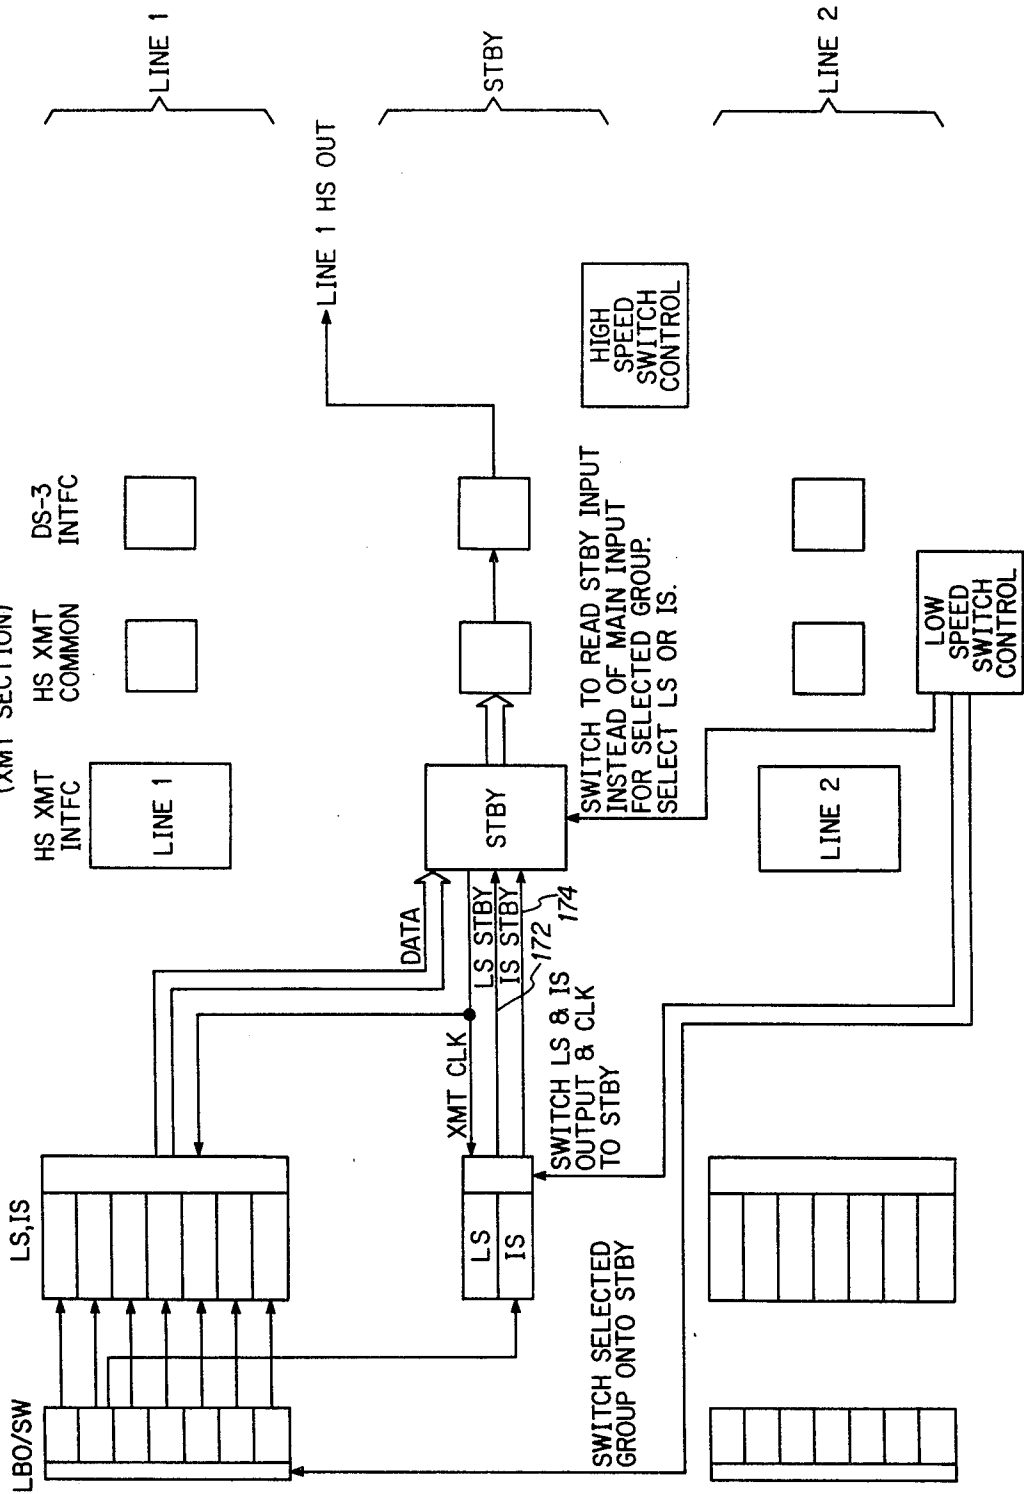 (XMT SECTION)
LBO/SW
LS,IS
HS XMT
INTFC
HS XMT
COMMON
DS-3
INTFC
LINE 1
LINE 1
DATA
LINE 1 HS OUT
XMT CLK
LS
IS
LS STBY
IS STBY
172
174
STBY
STBY
SWITCH LS & IS
OUTPUT & CLK
TO STBY
SWITCH SELECTED
GROUP ONTO STBY
SWITCH TO READ STBY INPUT
INSTEAD OF MAIN INPUT
FOR SELECTED GROUP.
SELECT LS OR IS.
HIGH
SPEED
SWITCH
CONTROL
LINE 2
LINE 2
LOW
SPEED
SWITCH
CONTROL